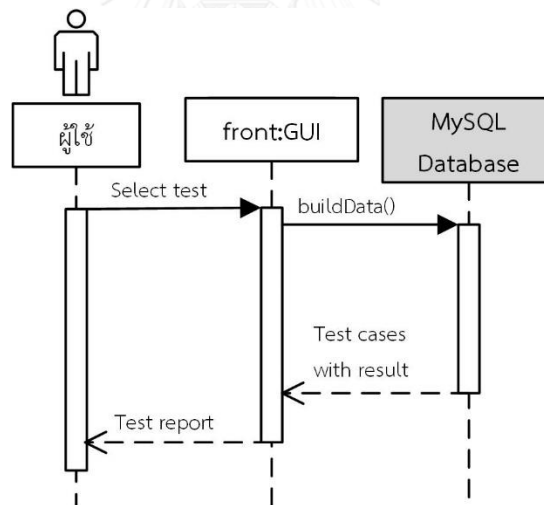 ผู้ใช้
front:GUI
MySQL
Database
Select test
buildData()
Test cases
with result
Test report